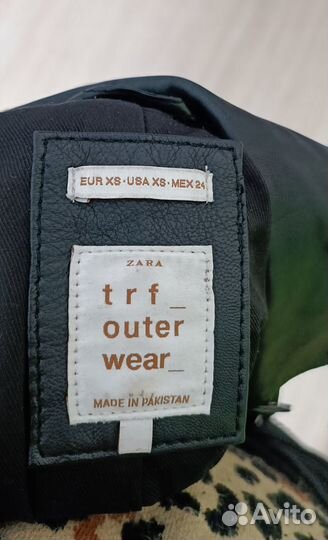 EUR XS · USA XS · MEX 24
ZARA
trf_
outer
wear_
MADE IN PAKISTAN
Avito